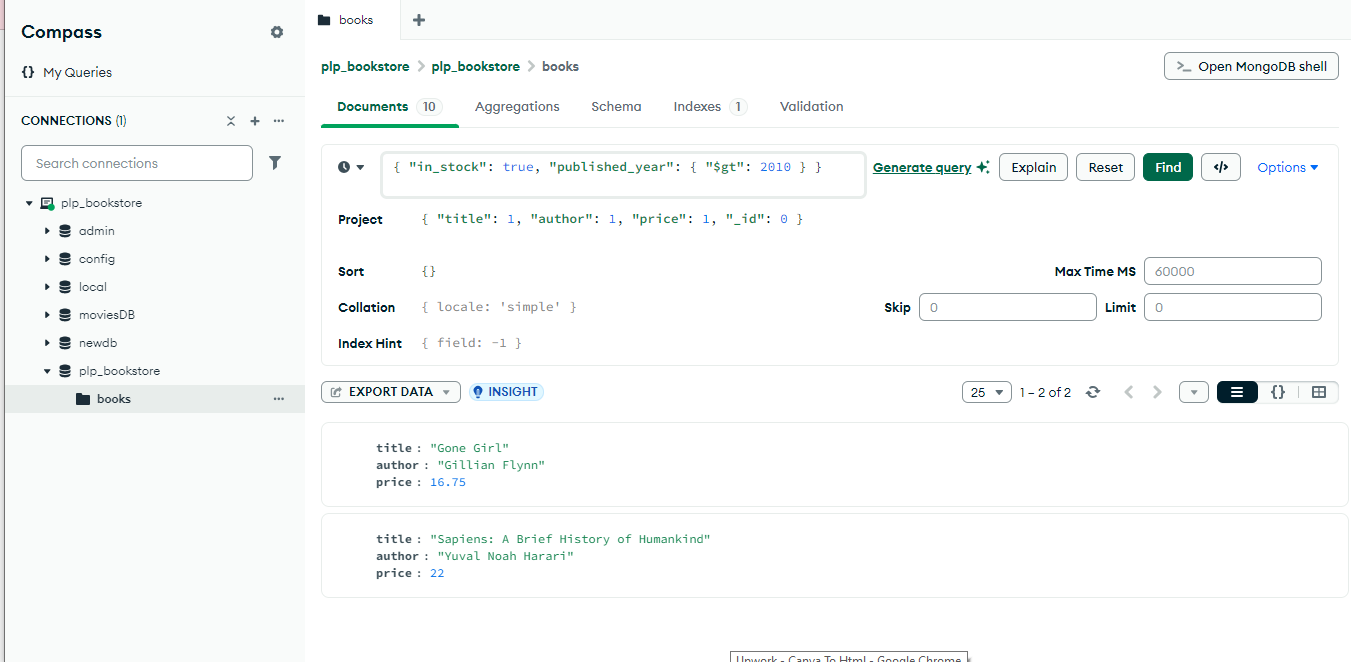 Compass
{} My Queries
CONNECTIONS (1)
Search connections
plp_bookstore
admin
config
local
moviesDB
newdb
plp_bookstore
books
books
plp_bookstore > plp_bookstore > books
>_ Open MongoDB shell
Documents 10 Aggregations Schema Indexes 1 Validation
{ "in_stock": true, "published_year": { "$gt": 2010 } }
Generate query Explain Reset Find </> Options
Project { "title": 1, "author": 1, "price": 1, "_id": 0 }
Sort {} Max Time MS 60000
Collation { locale: 'simple' } Skip 0 Limit 0
Index Hint { field: -1 }
EXPORT DATA INSIGHT 25 1 – 2 of 2 {}
title : "Gone Girl"
author : "Gillian Flynn"
price : 16.75
title : "Sapiens: A Brief History of Humankind"
author : "Yuval Noah Harari"
price : 22
Upwork - Canva To Html - Google Chrome